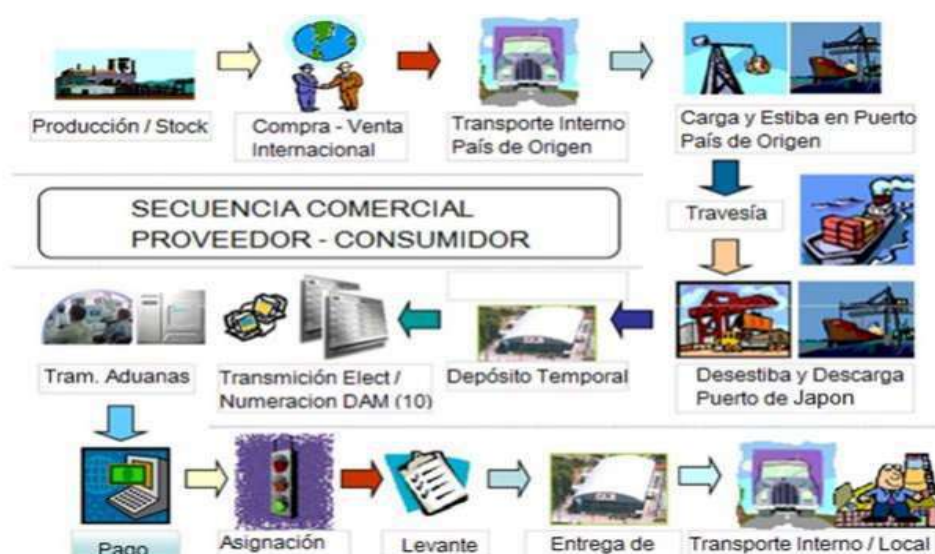 Producción / Stock
Compra - Venta
Internacional
Transporte Interno
País de Origen
Carga y Estiba en Puerto
País de Origen
SECUENCIA COMERCIAL
PROVEEDOR - CONSUMIDOR
Travesía
Tram. Aduanas
Transmición Elect /
Numeracion DAM (10)
Depósito Temporal
Desestiba y Descarga
Puerto de Japon
Pago
Asignación
Levante
Entrega de
Transporte Interno / Local